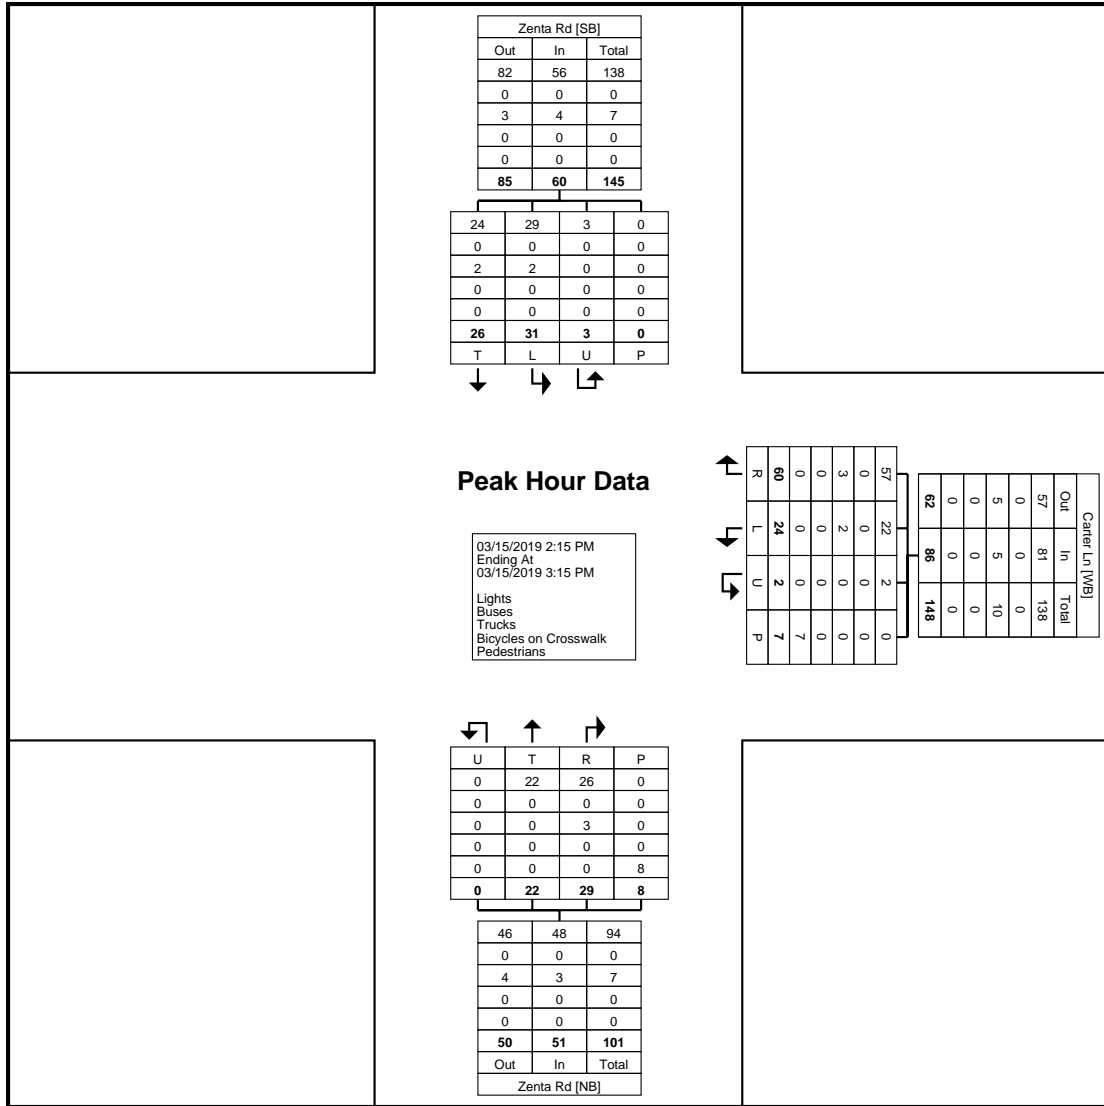 Zenta Rd [SB]
Out In Total
82 56 138
0 0 0
3 4 7
0 0 0
0 0 0
85 60 145
24 29 3 0
0 0 0 0
2 2 0 0
0 0 0 0
0 0 0 0
26 31 3 0
T L U P
Peak Hour Data
03/15/2019 2:15 PM
Ending At
03/15/2019 3:15 PM
Lights
Buses
Trucks
Bicycles on Crosswalk
Pedestrians
Carter Ln [WB]
Out In Total
57 81 138
0 0 0
5 5 10
0 0 0
0 0 0
62 86 148
57 22 2 0
0 0 0 0
3 2 0 0
0 0 0 0
0 0 0 7
60 24 2 7
R L U P
U T R P
0 22 26 0
0 0 0 0
0 0 3 0
0 0 0 0
0 0 0 8
0 22 29 8
46 48 94
0 0 0
4 3 7
0 0 0
0 0 0
50 51 101
Out In Total
Zenta Rd [NB]